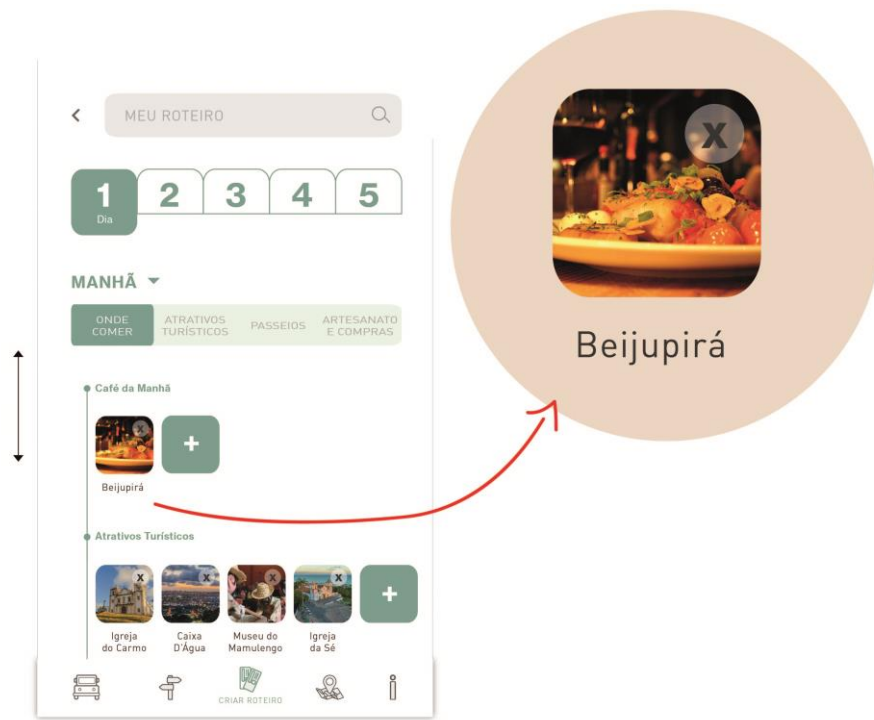 MEU ROTEIRO
1
Dia
2
3
4
5
MANHÃ
ONDE
COMER
ATRATIVOS
TURÍSTICOS
PASSEIOS
ARTESANATO
E COMPRAS
Café da Manhã
X
+
Beijupirá
Atrativos Turísticos
X
X
X
X
+
Igreja
do Carmo
Caixa
D'Água
Museu do
Mamulengo
Igreja
da Sé
CRIAR ROTEIRO
i
X
Beijupirá